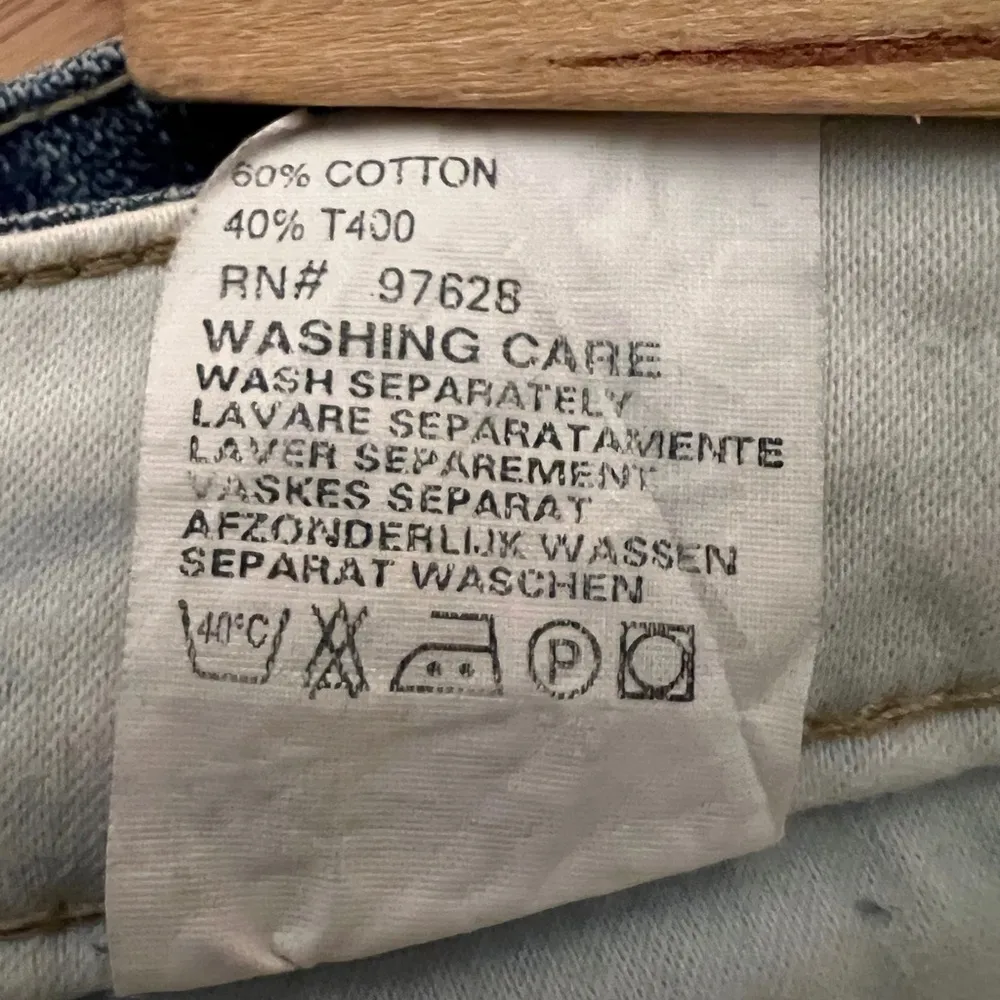 60% COTTON
40% T400
RN# 97628
WASHING CARE
WASH SEPARATELY
LAVARE SEPARATAMENTE
LAVER SEPAREMENT
VASKES SEPARAT
AFZONDERLIJK WASSEN
SEPARAT WASCHEN
40°C P